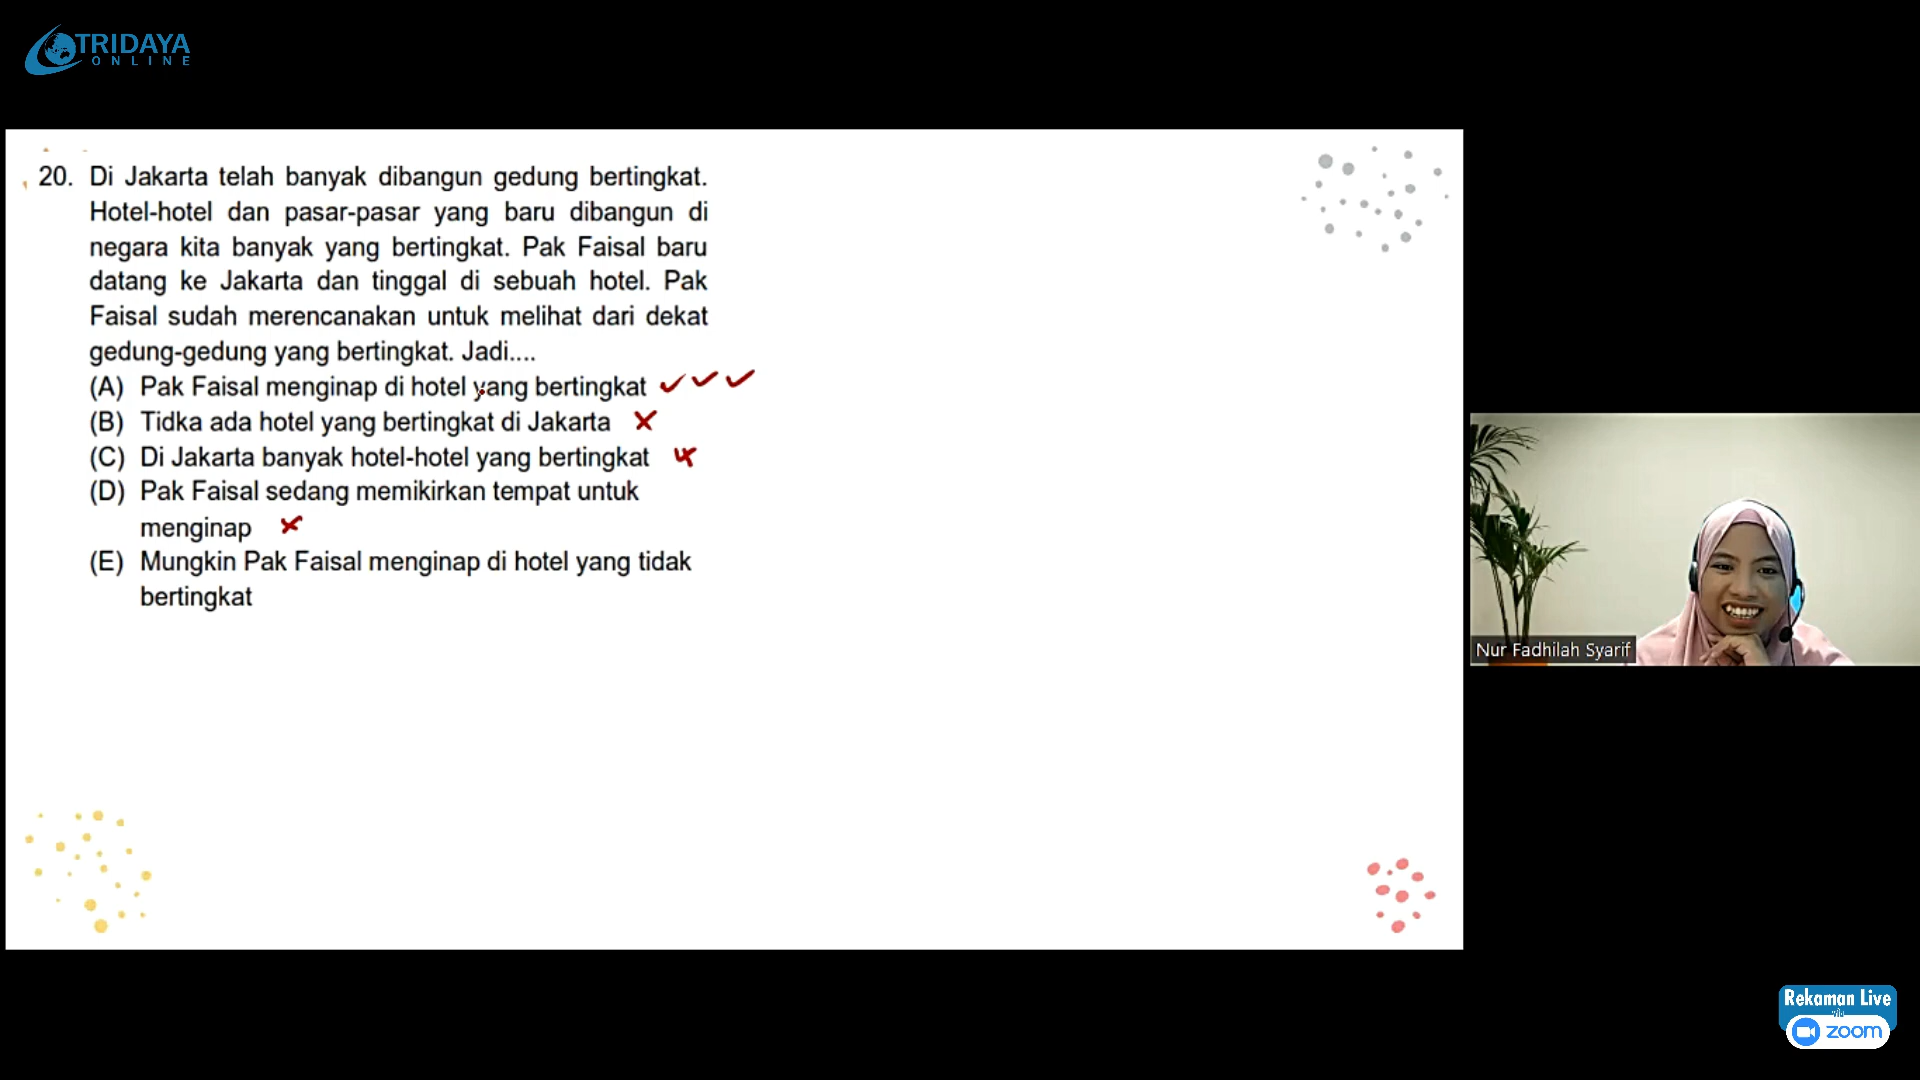 TRIDAYA
ONLINE
20. Di Jakarta telah banyak dibangun gedung bertingkat.
Hotel-hotel dan pasar-pasar yang baru dibangun di
negara kita banyak yang bertingkat. Pak Faisal baru
datang ke Jakarta dan tinggal di sebuah hotel. Pak
Faisal sudah merencanakan untuk melihat dari dekat
gedung-gedung yang bertingkat. Jadi....
(A) Pak Faisal menginap di hotel yang bertingkat
(B) Tidka ada hotel yang bertingkat di Jakarta
(C) Di Jakarta banyak hotel-hotel yang bertingkat
(D) Pak Faisal sedang memikirkan tempat untuk
menginap
(E) Mungkin Pak Faisal menginap di hotel yang tidak
bertingkat
Nur Fadhilah Syarif
Rekaman Live
via
zoom